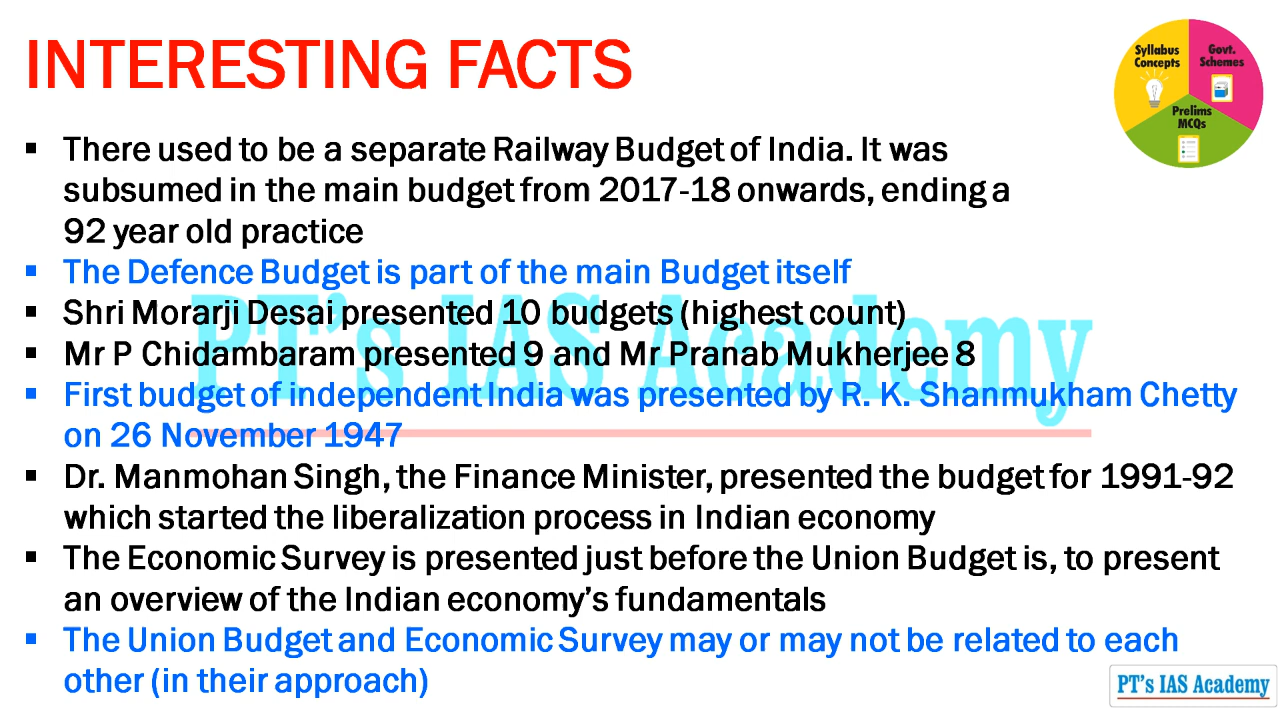 INTERESTING FACTS
Syllabus
Concepts
Govt.
Schemes
Prelims
MCQs
▪ There used to be a separate Railway Budget of India. It was
subsumed in the main budget from 2017-18 onwards, ending a
92 year old practice
▪ The Defence Budget is part of the main Budget itself
▪ Shri Morarji Desai presented 10 budgets (highest count)
▪ Mr P Chidambaram presented 9 and Mr Pranab Mukherjee 8
▪ First budget of independent India was presented by R. K. Shanmukham Chetty
on 26 November 1947
▪ Dr. Manmohan Singh, the Finance Minister, presented the budget for 1991-92
which started the liberalization process in Indian economy
▪ The Economic Survey is presented just before the Union Budget is, to present
an overview of the Indian economy's fundamentals
▪ The Union Budget and Economic Survey may or may not be related to each
other (in their approach)
PT's IAS Academy
PT's IAS Academy